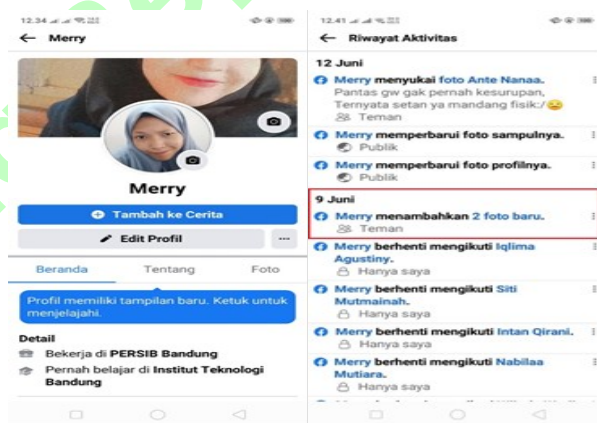 12.34
Merry
Merry
Tambah ke Cerita
Edit Profil
Beranda Tentang Foto
Profil memiliki tampilan baru. Ketuk untuk
menjelajahi.
Detail
Bekerja di PERSIB Bandung
Pernah belajar di Institut Teknologi
Bandung
12.41
Riwayat Aktivitas
12 Juni
Merry menyukai foto Ante Nanaa.
Pantas gw gak pernah kesurupan,
Ternyata setan ya mandang fisik:/
Teman
Merry memperbarui foto sampulnya.
Publik
Merry memperbarui foto profilnya.
Publik
9 Juni
Merry menambahkan 2 foto baru.
Teman
Merry berhenti mengikuti Iqlima
Agustiny.
Hanya saya
Merry berhenti mengikuti Siti
Mutmainah.
Hanya saya
Merry berhenti mengikuti Intan Qirani.
Hanya saya
Merry berhenti mengikuti Nabilaa
Mutiara.
Hanya saya